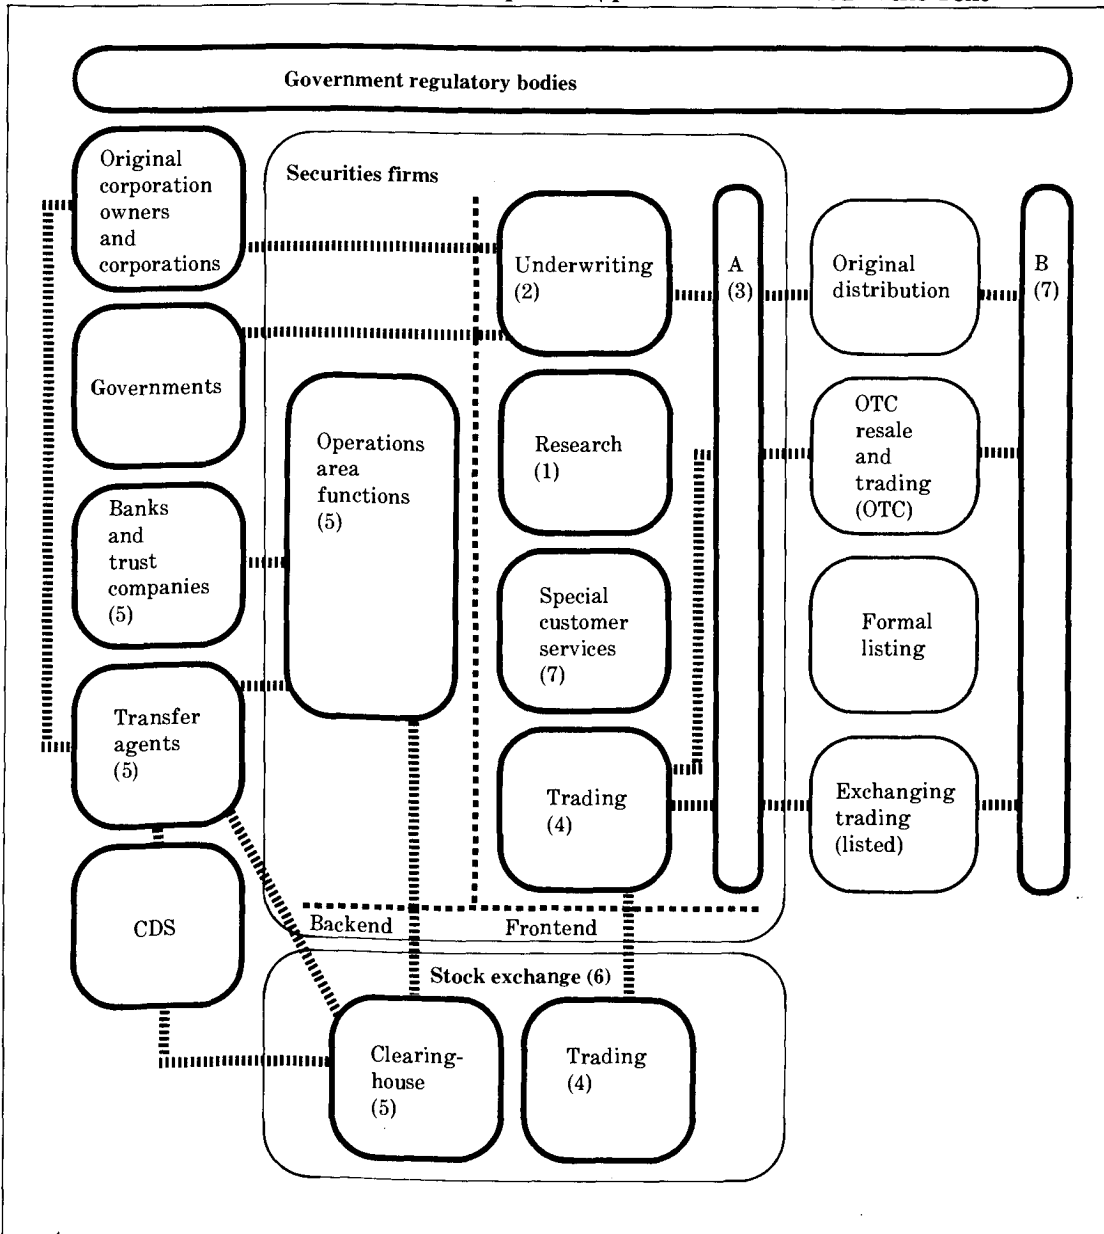 Government regulatory bodies
Original
corporation
owners
and
corporations
Governments
Banks
and
trust
companies
(5)
Transfer
agents
(5)
CDS
Securities firms
Operations
area
functions
(5)
Underwriting
(2)
Research
(1)
Special
customer
services
(7)
Trading
(4)
A
(3)
Original
distribution
OTC
resale
and
trading
(OTC)
Formal
listing
Exchanging
trading
(listed)
B
(7)
Backend
Frontend
Stock exchange (6)
Clearing-
house
(5)
Trading
(4)